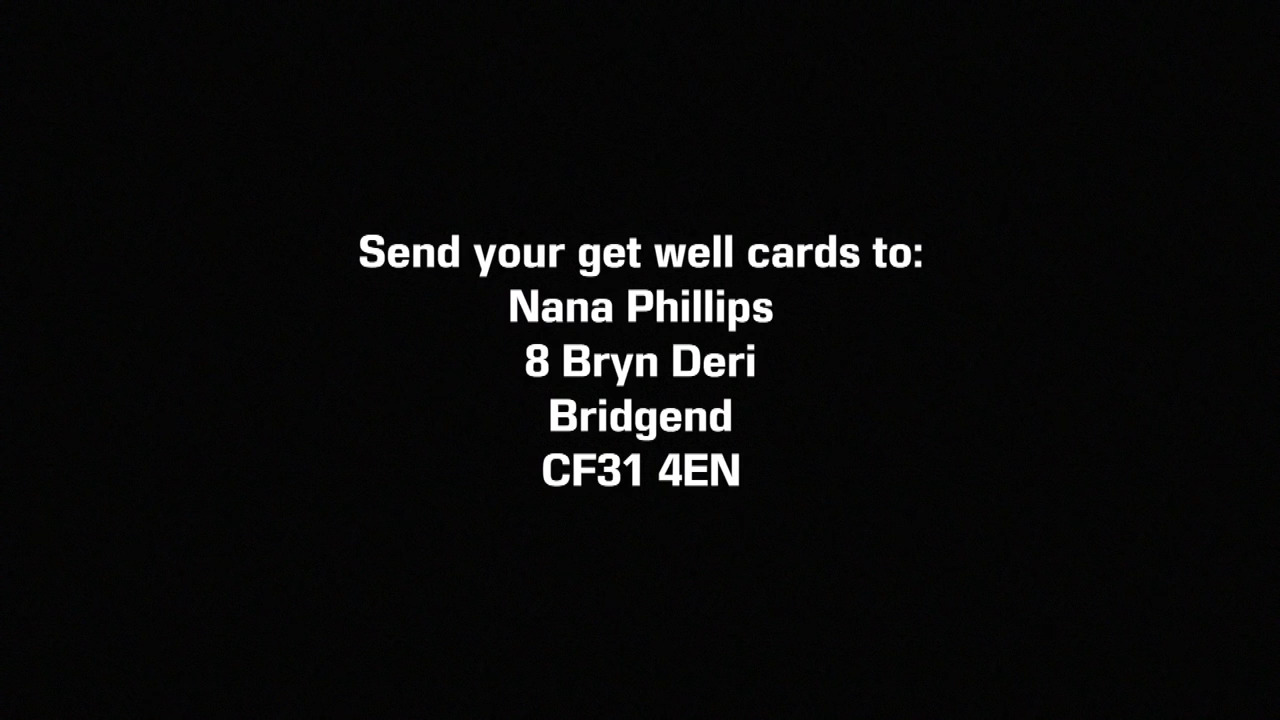 Send your get well cards to:
Nana Phillips
8 Bryn Deri
Bridgend
CF31 4EN